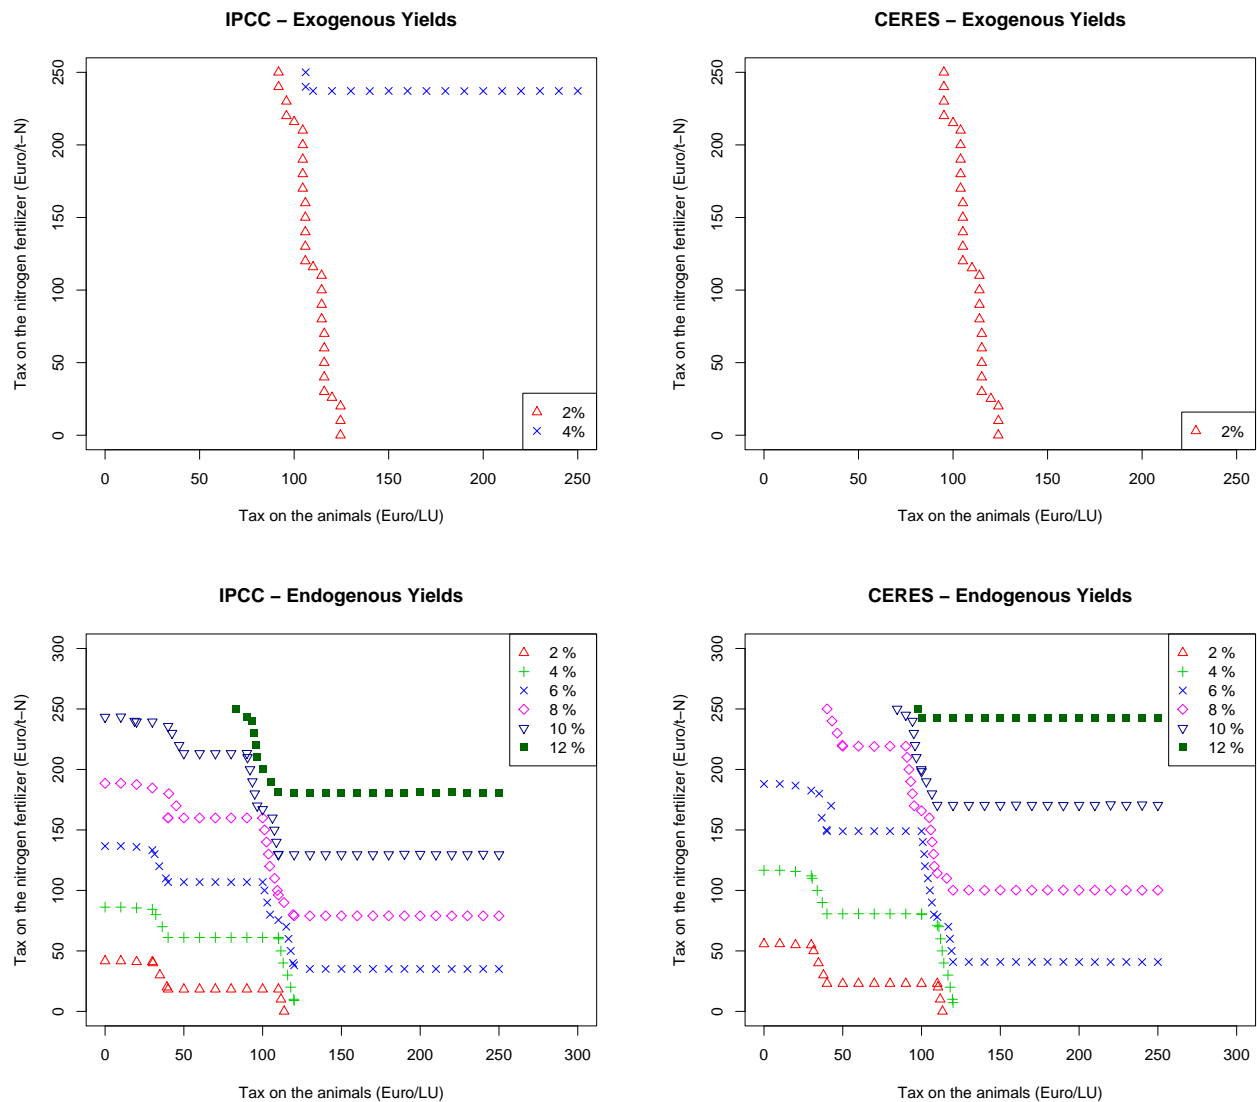 IPCC − Exogenous Yields
Tax on the nitrogen fertilizer (Euro/t−N)
250
200
150
100
50
0
2%
4%
0 50 100 150 200 250
Tax on the animals (Euro/LU)
CERES − Exogenous Yields
Tax on the nitrogen fertilizer (Euro/t−N)
250
200
150
100
50
0
2%
0 50 100 150 200 250
Tax on the animals (Euro/LU)
IPCC − Endogenous Yields
Tax on the nitrogen fertilizer (Euro/t−N)
300
250
200
150
100
50
0
2 %
4 %
6 %
8 %
10 %
12 %
0 50 100 150 200 250 300
Tax on the animals (Euro/LU)
CERES − Endogenous Yields
Tax on the nitrogen fertilizer (Euro/t−N)
300
250
200
150
100
50
0
2 %
4 %
6 %
8 %
10 %
12 %
0 50 100 150 200 250 300
Tax on the animals (Euro/LU)